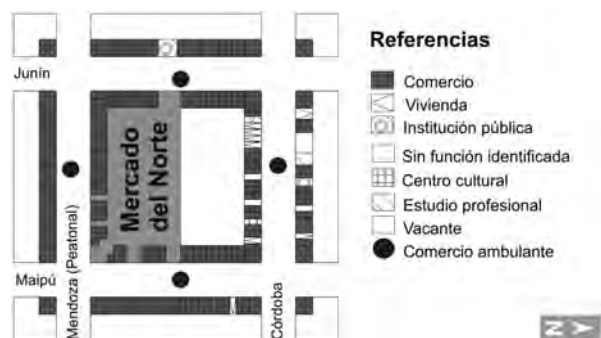 Junín
Mercado
del Norte
Maipú
Mendoza (Peatonal)
Córdoba
Referencias
Comercio
Vivienda
Institución pública
Sin función identificada
Centro cultural
Estudio profesional
Vacante
Comercio ambulante
N